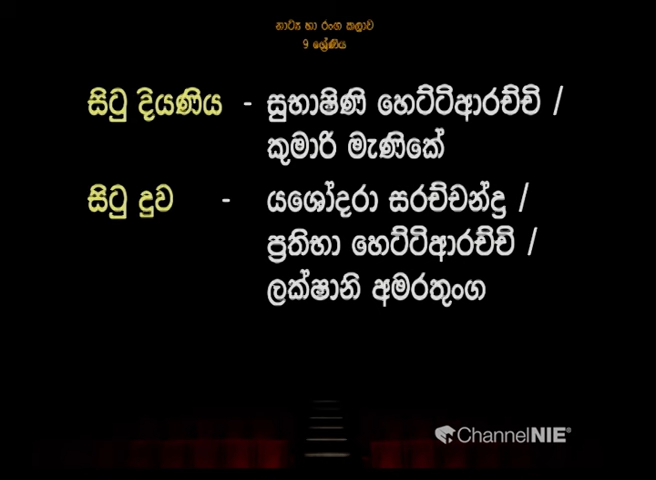 නාට්‍ය හා රංග කලාව
9 ශ්‍රේණිය
සිටු දියණිය - සුභාෂිණි හෙට්ටිආරච්චි /
කුමාරි මැණිකේ
සිටු දුව - යශෝදරා සරච්චන්ද්‍ර /
ප්‍රතිභා හෙට්ටිආරච්චි /
ලක්ෂානි අමරතුංග
ChannelNIE®